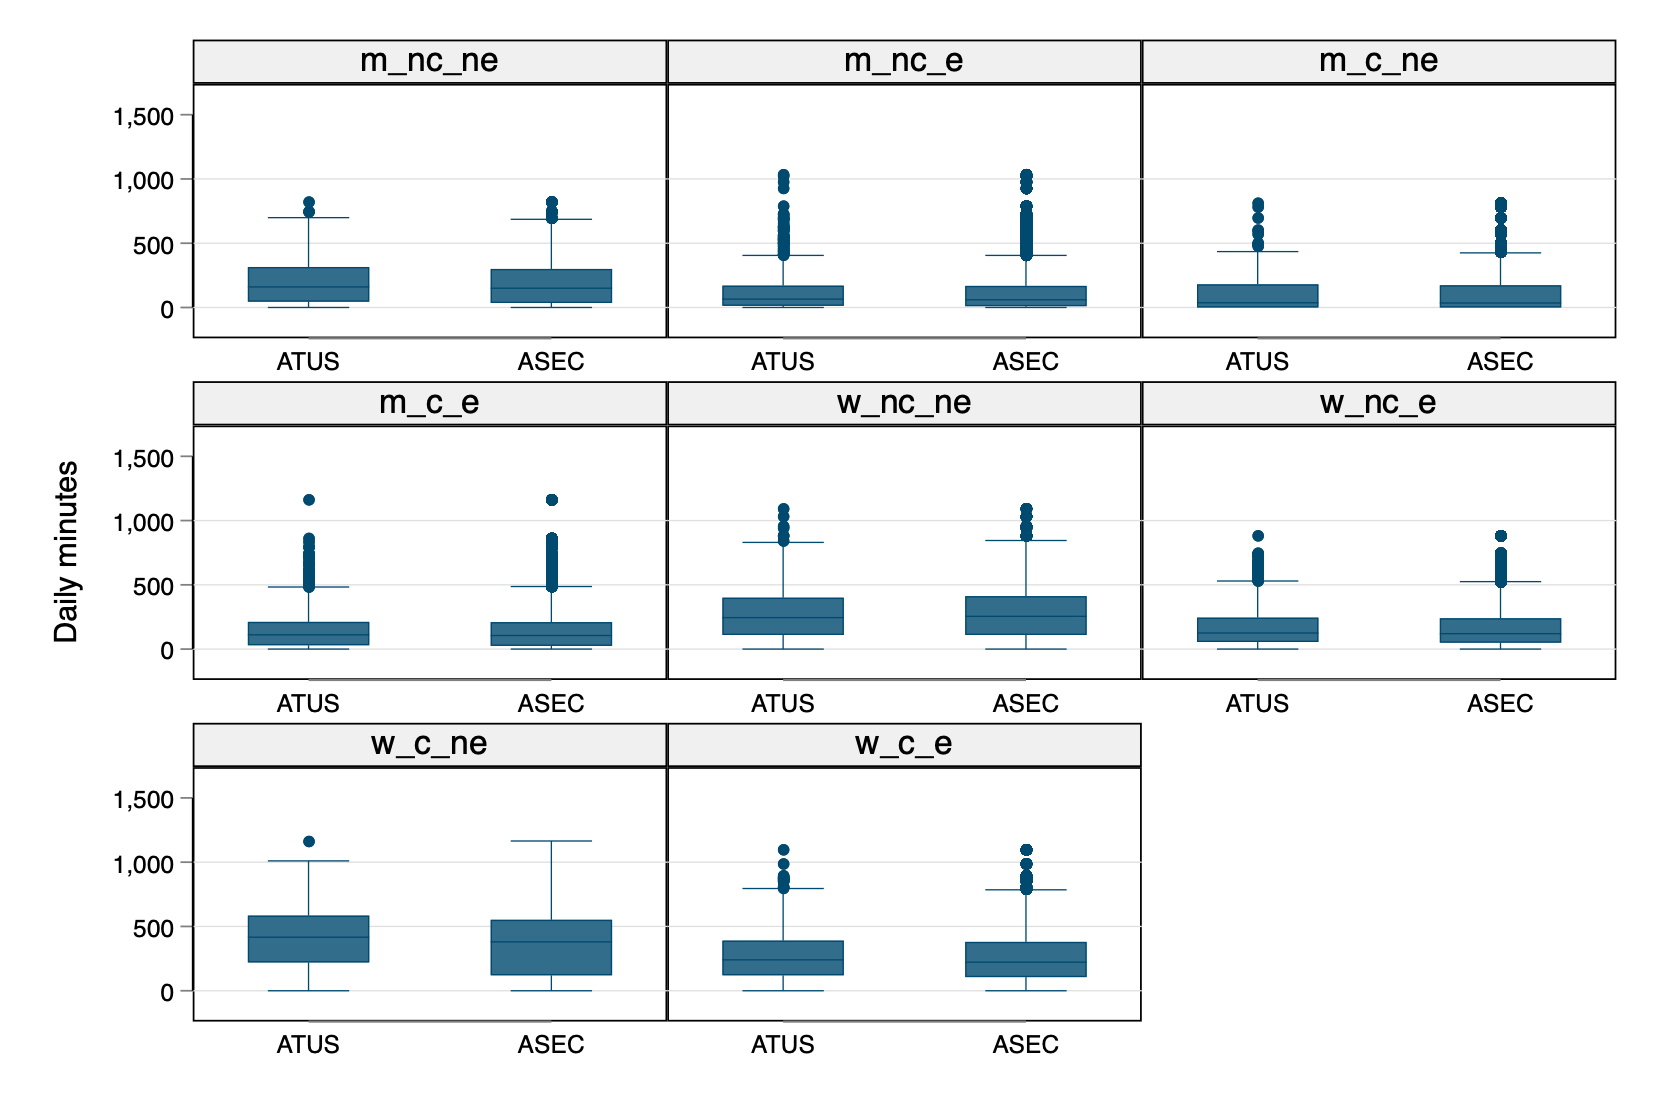 m_nc_ne m_nc_e m_c_ne
1,500
1,000
500
0
ATUS ASEC ATUS ASEC ATUS ASEC
m_c_e w_nc_ne w_nc_e
Daily minutes
1,500
1,000
500
0
ATUS ASEC ATUS ASEC ATUS ASEC
w_c_ne w_c_e
1,500
1,000
500
0
ATUS ASEC ATUS ASEC